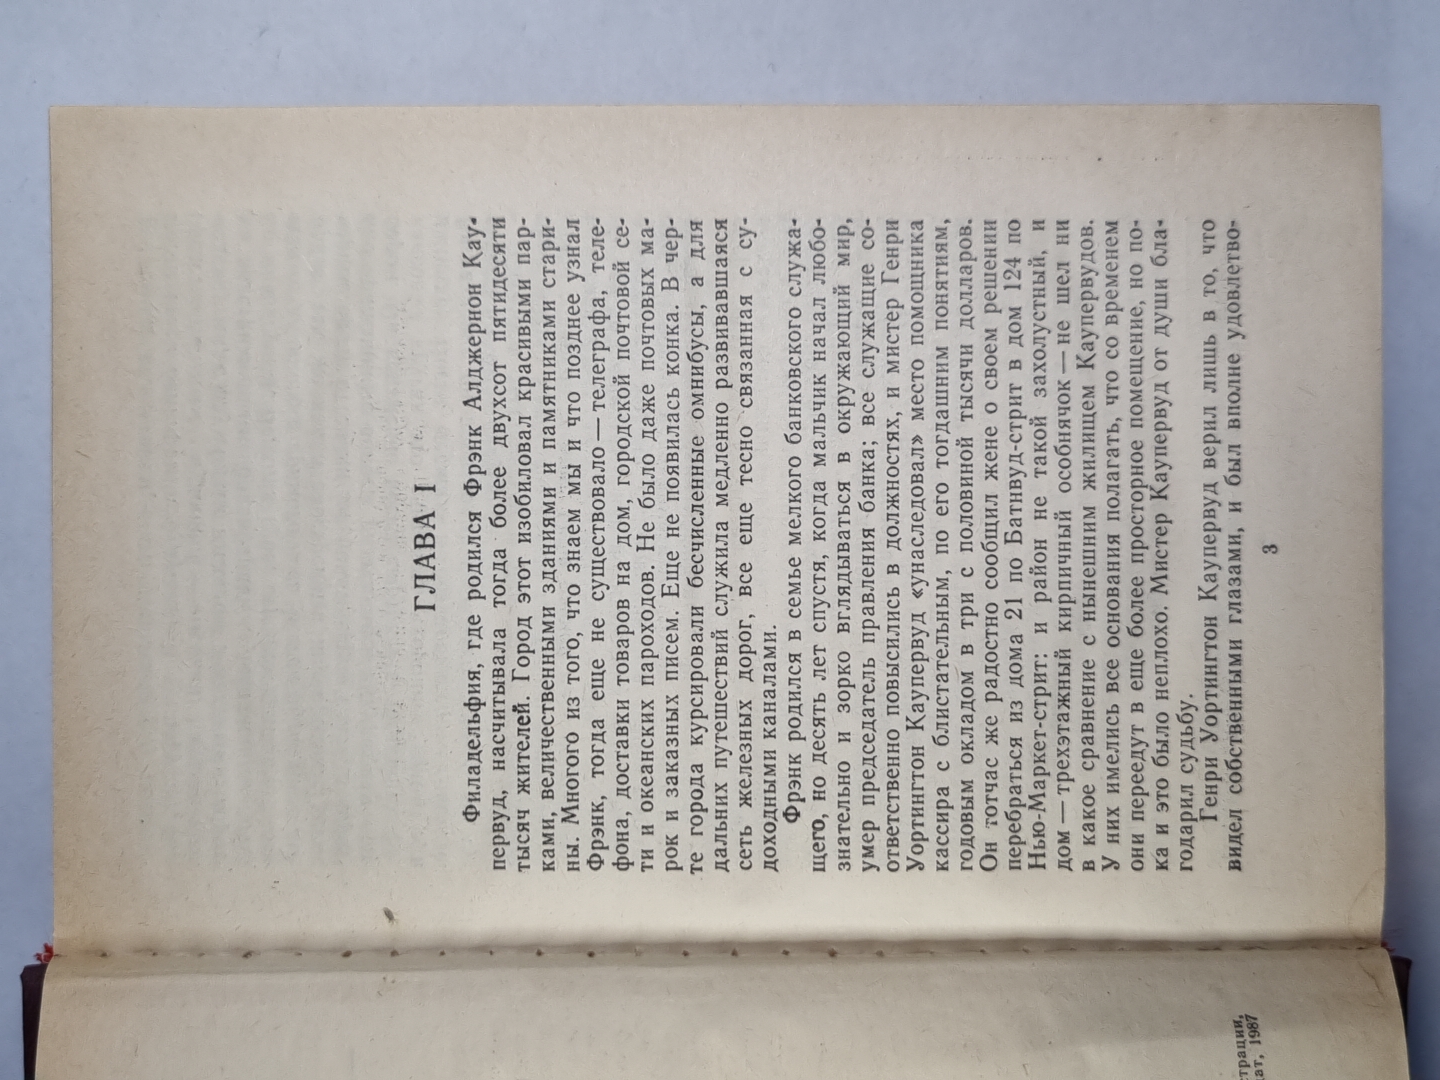 ГЛАВА I
Филадельфия, где родился Фрэнк Алджернон Кау-
первуд, насчитывала тогда более двухсот пятидесяти
тысяч жителей. Город этот изобиловал красивыми пар-
ками, величественными зданиями и памятниками стари-
ны. Многого из того, что знаем мы и что позднее узнал
Фрэнк, тогда еще не существовало — телеграфа, теле-
фона, доставки товаров на дом, городской почтовой се-
ти и океанских пароходов. Не было даже почтовых ма-
рок и заказных писем. Еще не появилась конка. В чер-
те города курсировали бесчисленные омнибусы, а для
дальних путешествий служила медленно развивавшаяся
сеть железных дорог, все еще тесно связанная с су-
доходными каналами.
Фрэнк родился в семье мелкого банковского служа-
щего, но десять лет спустя, когда мальчик начал любо-
знательно и зорко вглядываться в окружающий мир,
умер председатель правления банка; все служащие со-
ответственно повысились в должностях, и мистер Генри
Уортингтон Каупервуд «унаследовал» место помощника
кассира с блистательным, по его тогдашним понятиям,
годовым окладом в три с половиной тысячи долларов.
Он тотчас же радостно сообщил жене о своем решении
перебраться из дома 21 по Батнвуд-стрит в дом 124 по
Нью-Маркет-стрит: и район не такой захолустный, и
дом — трехэтажный кирпичный особнячок — не шел ни
в какое сравнение с нынешним жилищем Каупервудов.
У них имелись все основания полагать, что со временем
они переедут в еще более просторное помещение, но по-
ка и это было неплохо. Мистер Каупервуд от души бла-
годарил судьбу.
Генри Уортингтон Каупервуд верил лишь в то, что
видел собственными глазами, и был вполне удовлетво-
3
страции,
дат, 1987